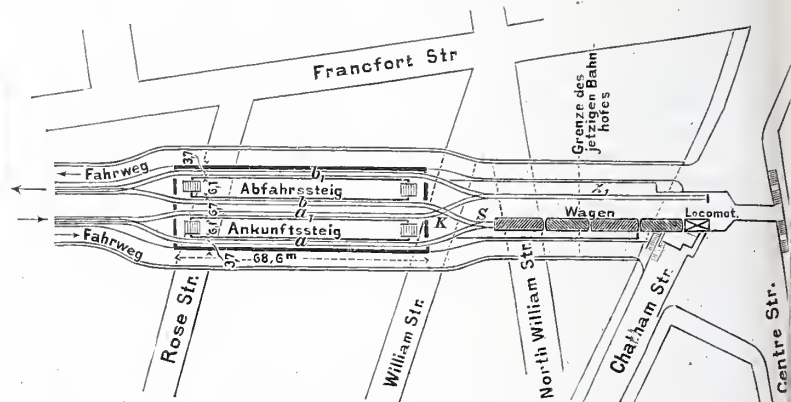 Francfort Str
Grenze des
jetzigen Bahn
hofes
Fahrweg
37
b₁
6,1
Abfahrssteig
b
6,7
a₁
6,1
Ankunftssteig
a
K
S
Wagen
Locomot.
Fahrweg
37
68,6ᵐ
Rose Str.
William Str.
North William Str.
Chatham Str.
Centre Str.